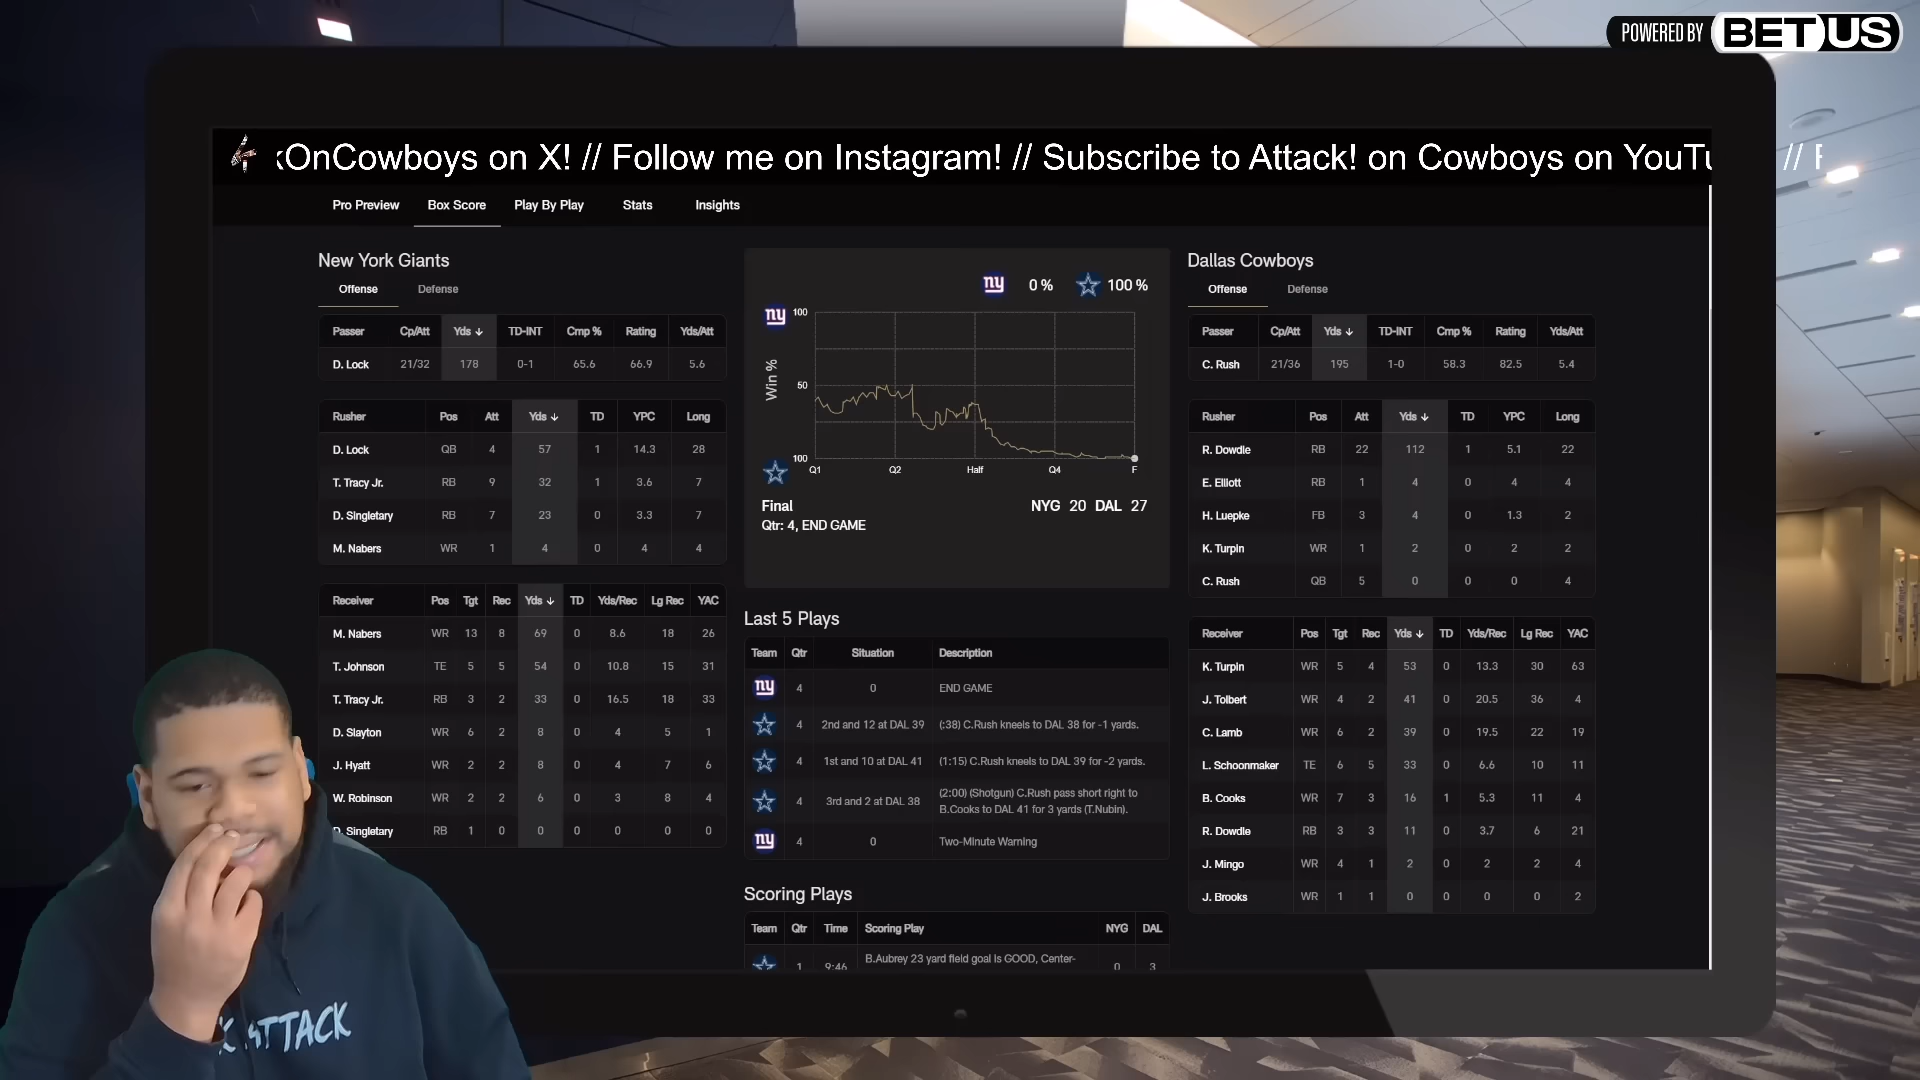 POWERED BY BETUS
OnCowboys on X! // Follow me on Instagram! // Subscribe to Attack! on Cowboys on YouTu // F
Pro Preview Box Score Play By Play Stats Insights
New York Giants
Offense Defense
Passer Cp/Att Yds ↓ TD-INT Cmp % Rating Yds/Att
D. Lock 21/32 178 0-1 65.6 66.9 5.6
Rusher Pos Att Yds ↓ TD YPC Long
D. Lock QB 4 57 1 14.3 28
T. Tracy Jr. RB 9 32 1 3.6 7
D. Singletary RB 7 23 0 3.3 7
M. Nabers WR 1 4 0 4 4
Receiver Pos Tgt Rec Yds ↓ TD Yds/Rec Lg Rec YAC
M. Nabers WR 13 8 69 0 8.6 18 26
T. Johnson TE 5 5 54 0 10.8 15 31
T. Tracy Jr. RB 3 2 33 0 16.5 18 33
D. Slayton WR 6 2 8 0 4 5 1
J. Hyatt WR 2 2 8 0 4 7 6
W. Robinson WR 2 2 6 0 3 8 4
D. Singletary RB 1 0 0 0 0 0 0
ny 0 % 100 %
ny 100
Win %
50
100
Q1 Q2 Half Q4 F
Final NYG 20 DAL 27
Qtr: 4, END GAME
Last 5 Plays
Team Qtr Situation Description
ny 4 0 END GAME
4 2nd and 12 at DAL 39 (:38) C.Rush kneels to DAL 38 for -1 yards.
4 1st and 10 at DAL 41 (1:15) C.Rush kneels to DAL 39 for -2 yards.
4 3rd and 2 at DAL 38 (2:00) (Shotgun) C.Rush pass short right to
B.Cooks to DAL 41 for 3 yards (T.Nubin).
ny 4 0 Two-Minute Warning
Scoring Plays
Team Qtr Time Scoring Play NYG DAL
1 9:46 B.Aubrey 23 yard field goal is GOOD, Center- 0 3
Dallas Cowboys
Offense Defense
Passer Cp/Att Yds ↓ TD-INT Cmp % Rating Yds/Att
C. Rush 21/36 195 1-0 58.3 82.5 5.4
Rusher Pos Att Yds ↓ TD YPC Long
R. Dowdle RB 22 112 1 5.1 22
E. Elliott RB 1 4 0 4 4
H. Luepke FB 3 4 0 1.3 2
K. Turpin WR 1 2 0 2 2
C. Rush QB 5 0 0 0 4
Receiver Pos Tgt Rec Yds ↓ TD Yds/Rec Lg Rec YAC
K. Turpin WR 5 4 53 0 13.3 30 63
J. Tolbert WR 4 2 41 0 20.5 36 4
C. Lamb WR 6 2 39 0 19.5 22 19
L. Schoonmaker TE 6 5 33 0 6.6 10 11
B. Cooks WR 7 3 16 1 5.3 11 4
R. Dowdle RB 3 3 11 0 3.7 6 21
J. Mingo WR 4 1 2 0 2 2 4
J. Brooks WR 1 1 0 0 0 0 2
ATTACK